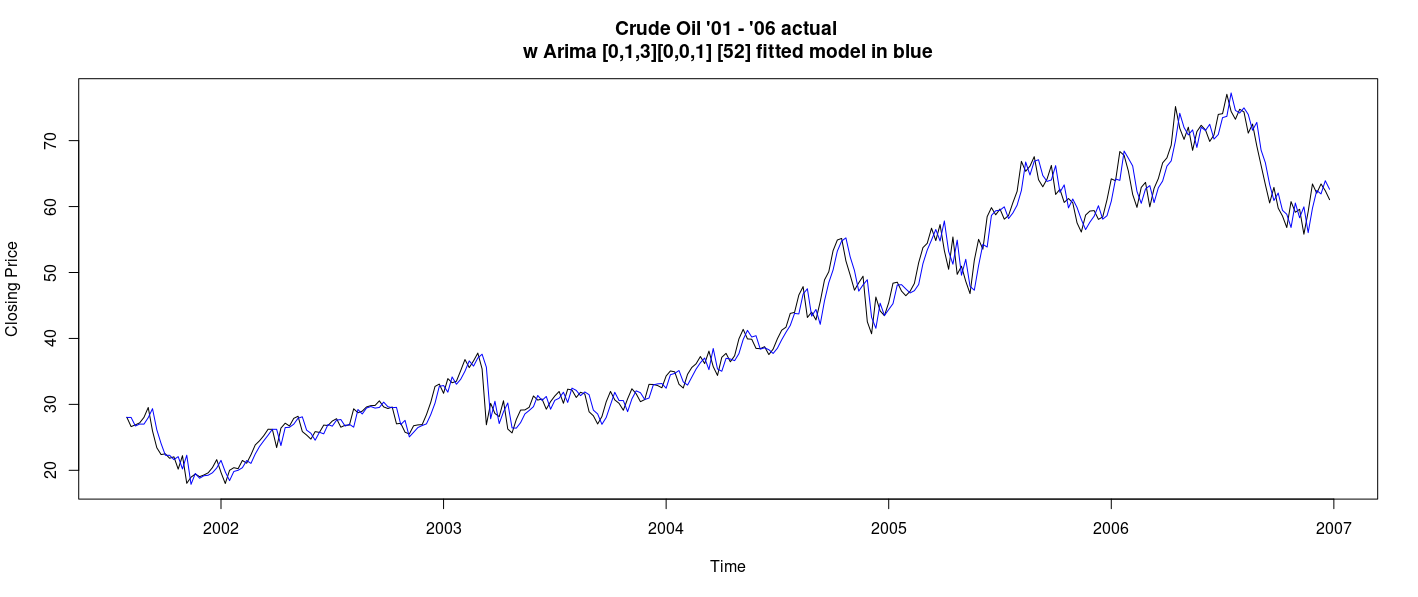 Crude Oil '01 - '06 actual
w Arima [0,1,3][0,0,1] [52] fitted model in blue
Closing Price
70
60
50
40
30
20
2002 2003 2004 2005 2006 2007
Time